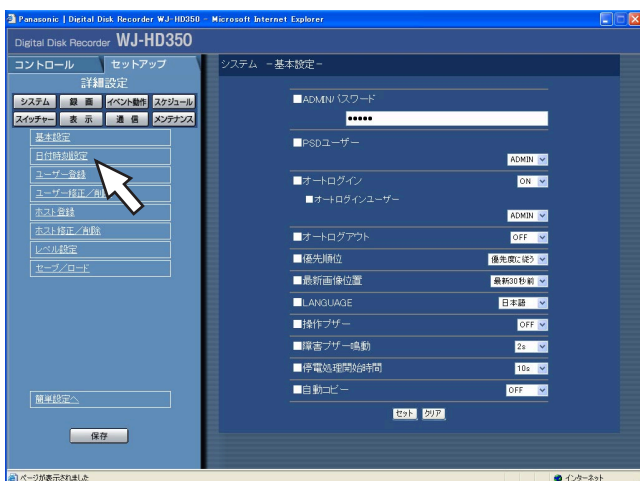 Panasonic | Digital Disk Recorder WJ-HD350 - Microsoft Internet Explorer
Digital Disk Recorder WJ-HD350
コントロール セットアップ
詳細設定
システム 録 画 イベント動作 スケジュール
スイッチャー 表 示 通 信 メンテナンス
基本設定
日付時刻設定
ユーザー登録
ユーザー修正/削
ホスト登録
ホスト修正/削除
レベル設定
セーブ/ロード
簡単設定へ
保存
システム -基本設定-
■ADMINパスワード
●●●●●
■PSDユーザー
ADMIN
■オートログイン ON
■オートログインユーザー
ADMIN
■オートログアウト OFF
■優先順位 優先度に従う
■最新画像位置 最新30秒前
■LANGUAGE 日本語
■操作ブザー OFF
■障害ブザー鳴動 2s
■停電処理開始時間 10s
■自動コピー OFF
セット クリア
ページが表示されました インターネット